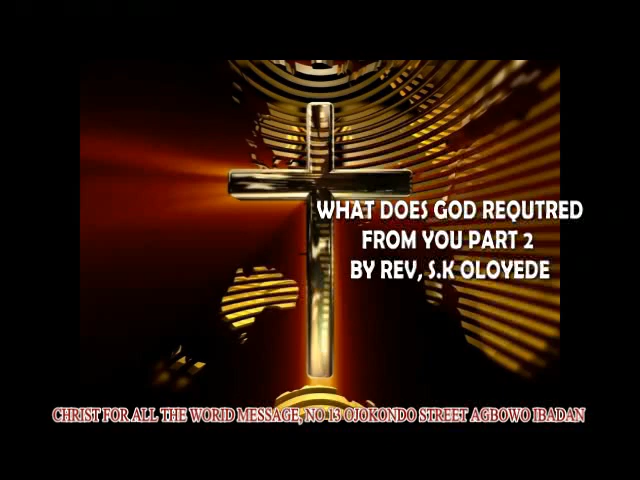 WHAT DOES GOD REQUTRED
FROM YOU PART 2
BY REV, S.K OLOYEDE
CHRIST FOR ALL THE WORID MESSAGE, NO 13 OJOKONDO STREET AGBOWO IBADAN